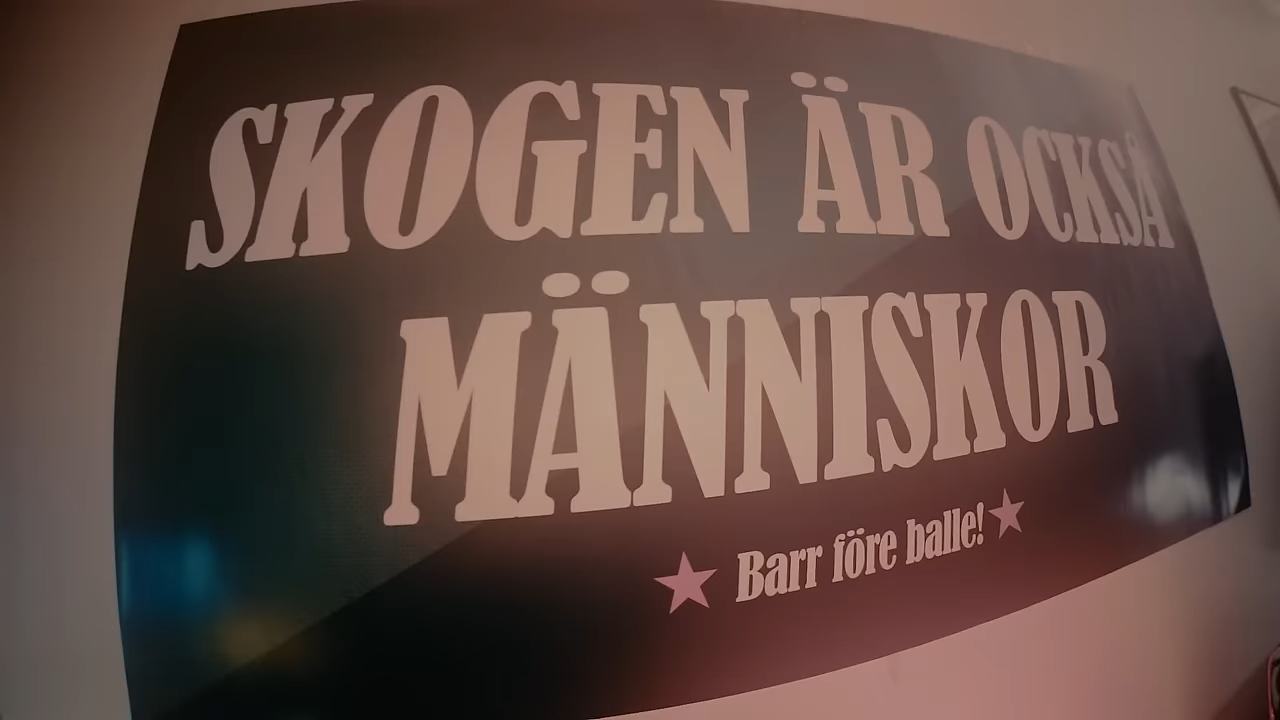 SKOGEN ÄR OCKSÅ
MÄNNISKOR
★ Barr före balle! ★